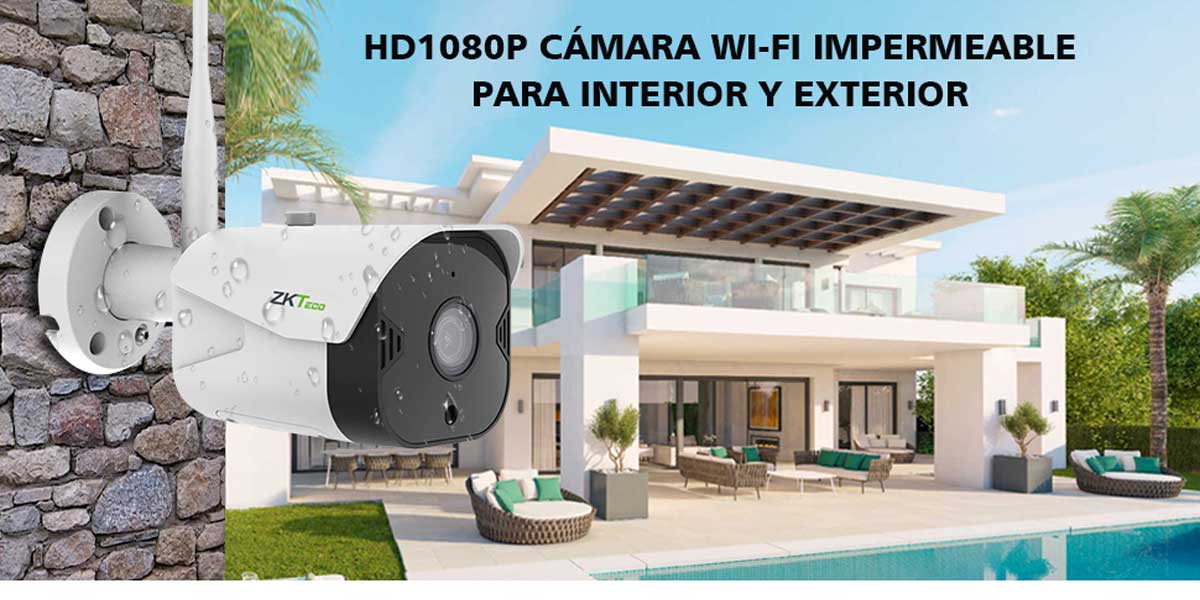 HD1080P CÁMARA WI-FI IMPERMEABLE
PARA INTERIOR Y EXTERIOR
ZKTECO